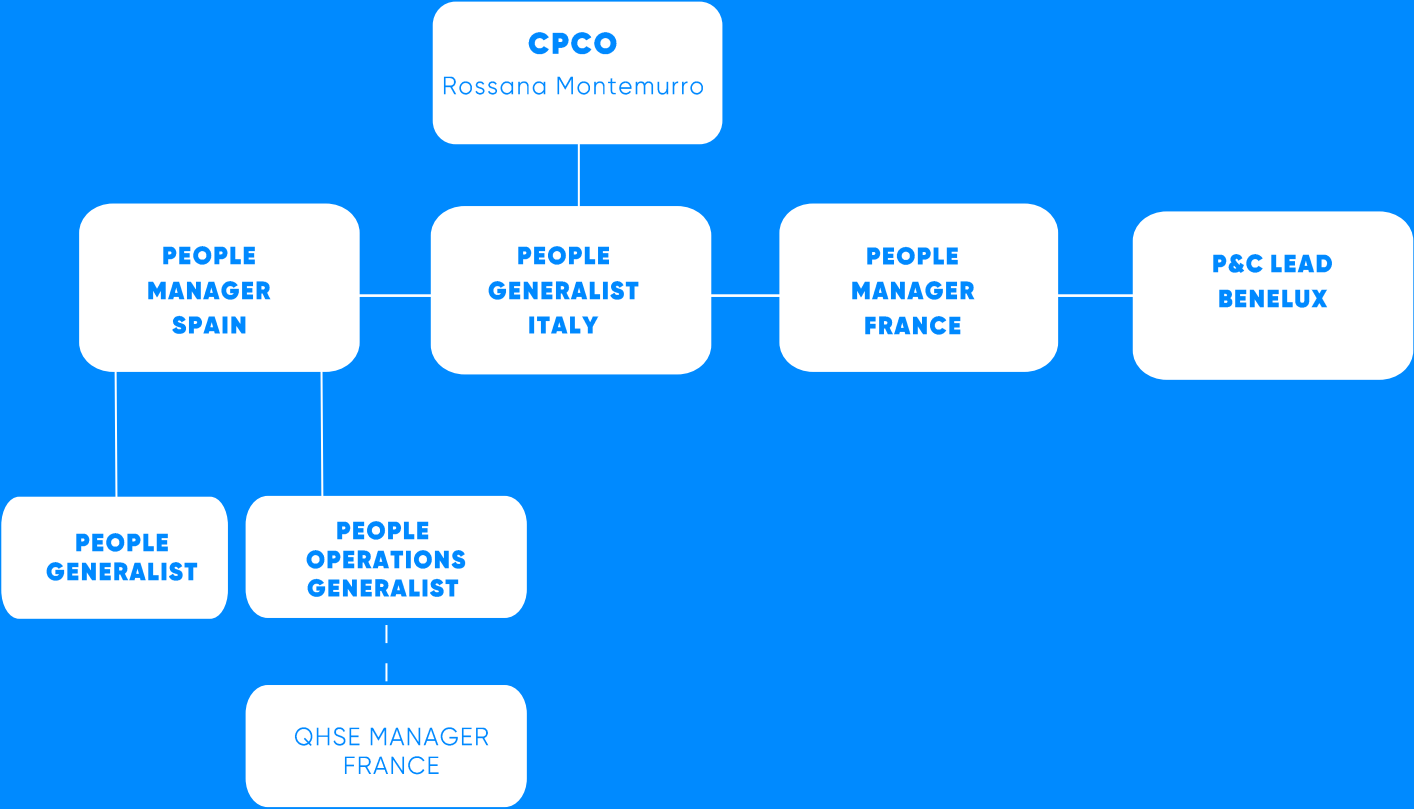 CPCO
Rossana Montemurro
PEOPLE
MANAGER
SPAIN
PEOPLE
GENERALIST
ITALY
PEOPLE
MANAGER
FRANCE
P&C LEAD
BENELUX
PEOPLE
GENERALIST
PEOPLE
OPERATIONS
GENERALIST
QHSE MANAGER
FRANCE